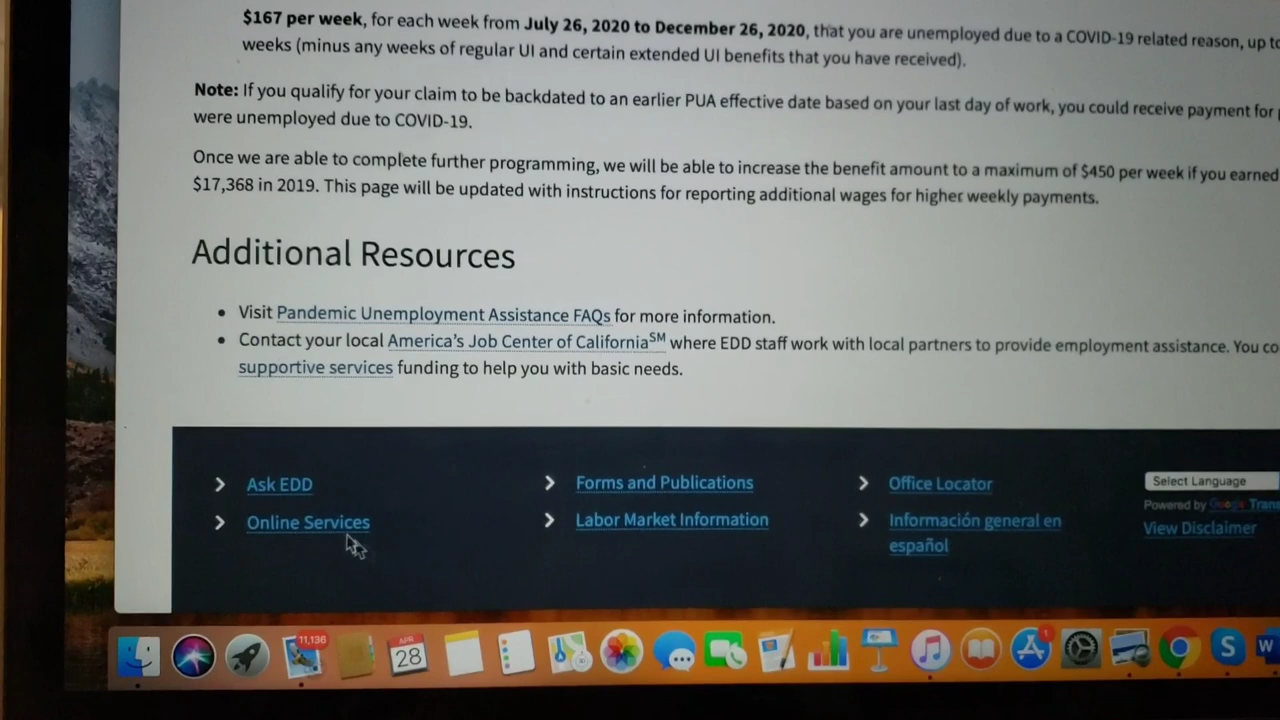 $167 per week, for each week from July 26, 2020 to December 26, 2020, that you are unemployed due to a COVID-19 related reason, up to
weeks (minus any weeks of regular UI and certain extended UI benefits that you have received).
Note: If you qualify for your claim to be backdated to an earlier PUA effective date based on your last day of work, you could receive payment for
were unemployed due to COVID-19.
Once we are able to complete further programming, we will be able to increase the benefit amount to a maximum of $450 per week if you earned
$17,368 in 2019. This page will be updated with instructions for reporting additional wages for higher weekly payments.
Additional Resources
• Visit Pandemic Unemployment Assistance FAQs for more information.
• Contact your local America's Job Center of California℠ where EDD staff work with local partners to provide employment assistance. You co
supportive services funding to help you with basic needs.
Ask EDD
Forms and Publications
Office Locator
Select Language
Online Services
Labor Market Information
Información general en
español
Powered by Google Tran
View Disclaimer
11,136
APR
28
1
S
W